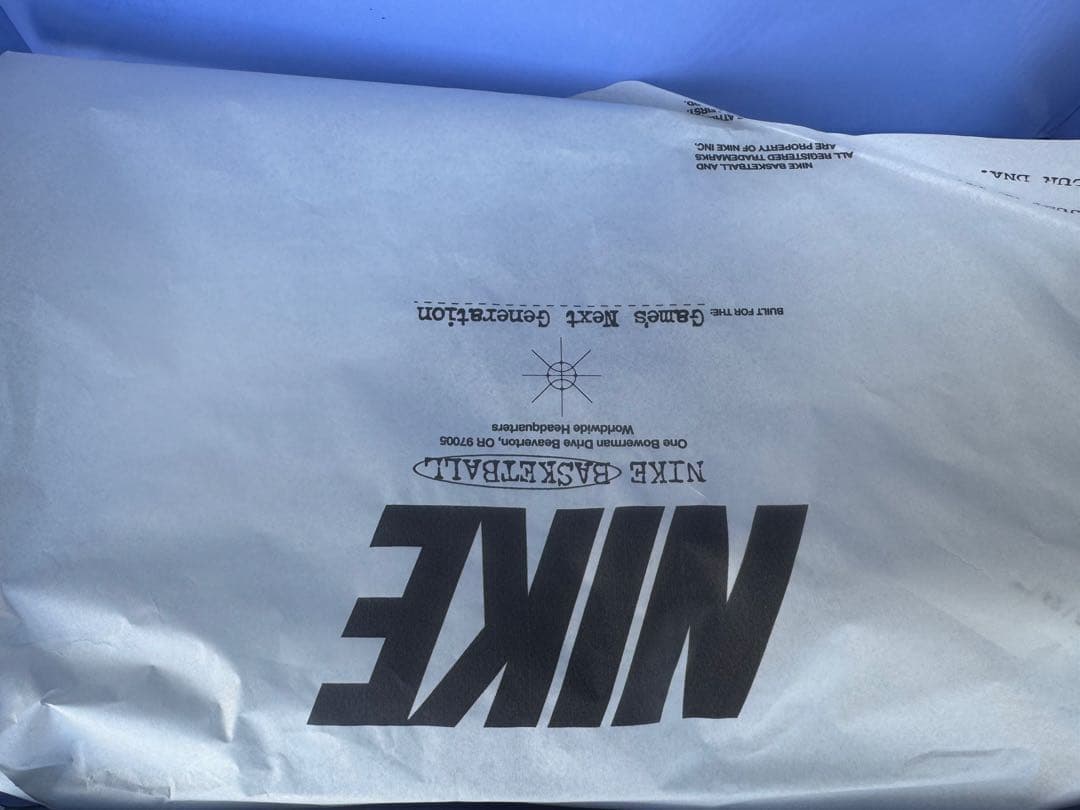 NIKE
NIKE BASKETBALL
One Bowerman Drive Beaverton, OR 97005
Worldwide Headquarters
BUILT FOR THE: Game's Next Generation
NIKE BASKETBALL AND
ALL REGISTERED TRADEMARKS
ARE PROPERTY OF NIKE INC.
DNA.